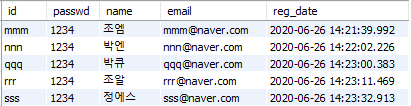 id passwd name email reg_date
mmm 1234 조엠 mmm@naver.com 2020-06-26 14:21:39.992
nnn 1234 박엔 nnn@naver.com 2020-06-26 14:22:02.226
qqq 1234 박큐 qqq@naver.com 2020-06-26 14:23:00.383
rrr 1234 조알 rrr@naver.com 2020-06-26 14:23:11.469
sss 1234 정에스 sss@naver.com 2020-06-26 14:23:32.913